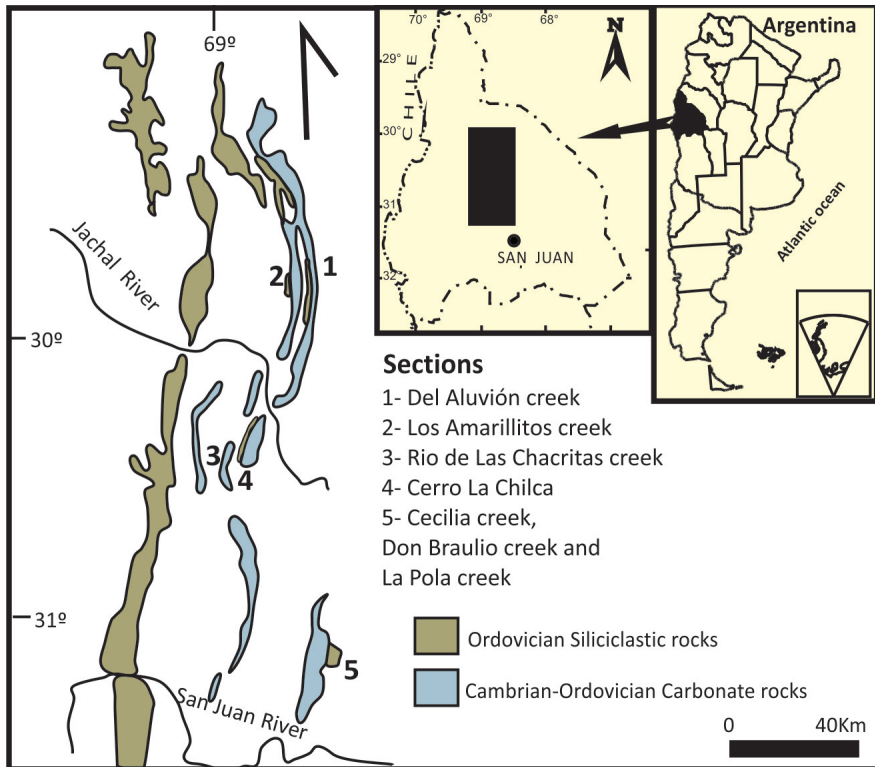 69º
Jachal River
1
2
30º
3
4
31º
5
San Juan River
70°
69°
68°
29°
30°
31°
32°
CHILE
N
SAN JUAN
Argentina
Atlantic ocean
Sections
1- Del Aluvión creek
2- Los Amarillitos creek
3- Rio de Las Chacritas creek
4- Cerro La Chilca
5- Cecilia creek,
Don Braulio creek and
La Pola creek
Ordovician Siliciclastic rocks
Cambrian-Ordovician Carbonate rocks
0 40Km